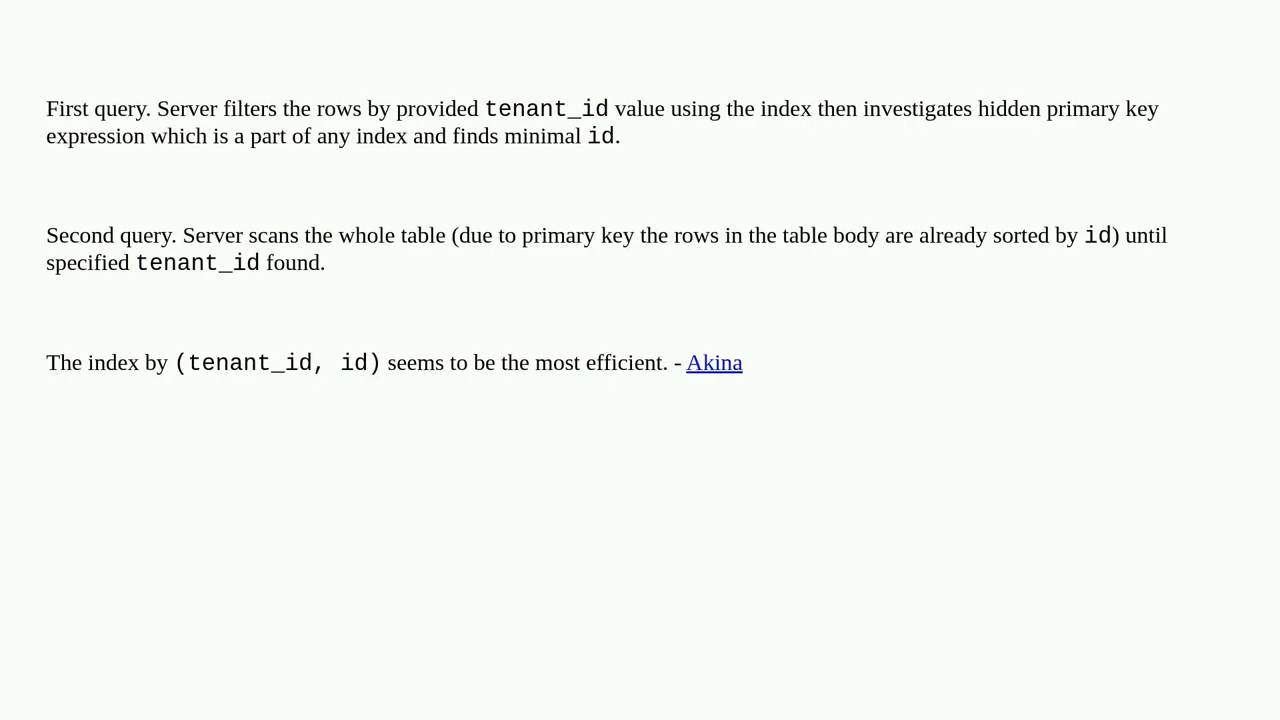 First query. Server filters the rows by provided tenant_id value using the index then investigates hidden primary key
expression which is a part of any index and finds minimal id.
Second query. Server scans the whole table (due to primary key the rows in the table body are already sorted by id) until
specified tenant_id found.
The index by (tenant_id, id) seems to be the most efficient. - Akina